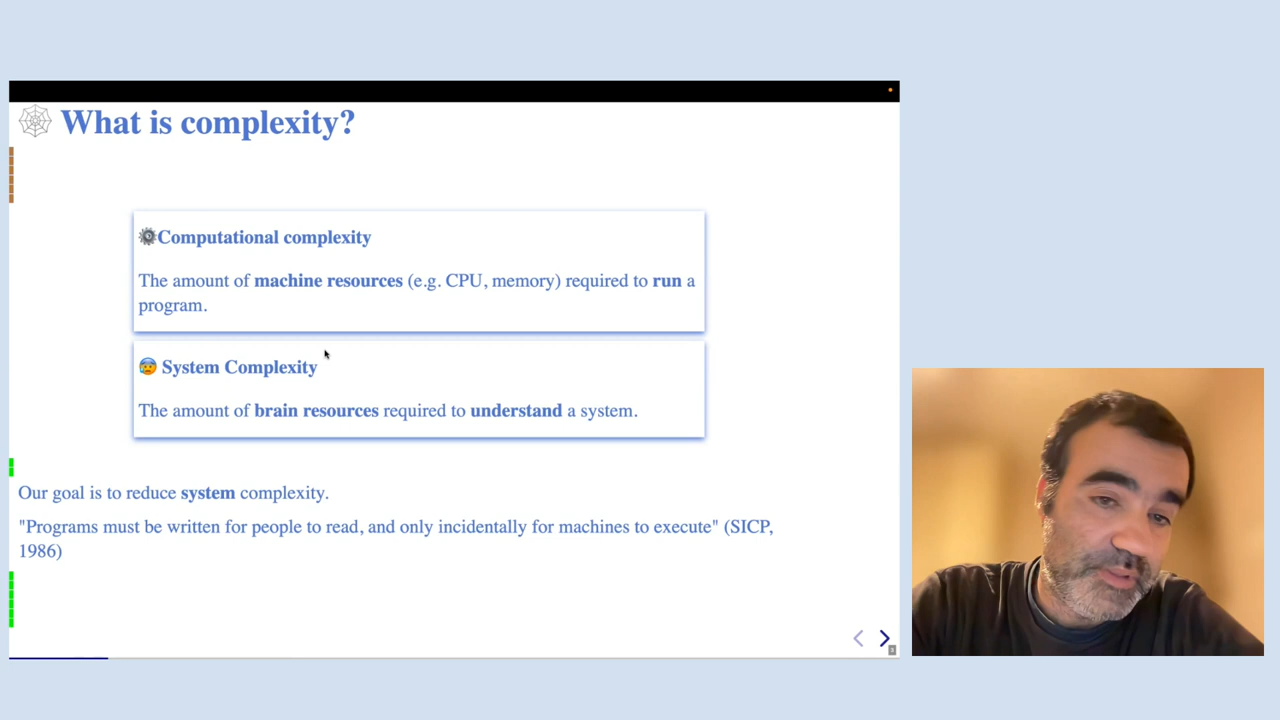 What is complexity?
Computational complexity
The amount of machine resources (e.g. CPU, memory) required to run a
program.
System Complexity
The amount of brain resources required to understand a system.
Our goal is to reduce system complexity.
"Programs must be written for people to read, and only incidentally for machines to execute" (SICP,
1986)